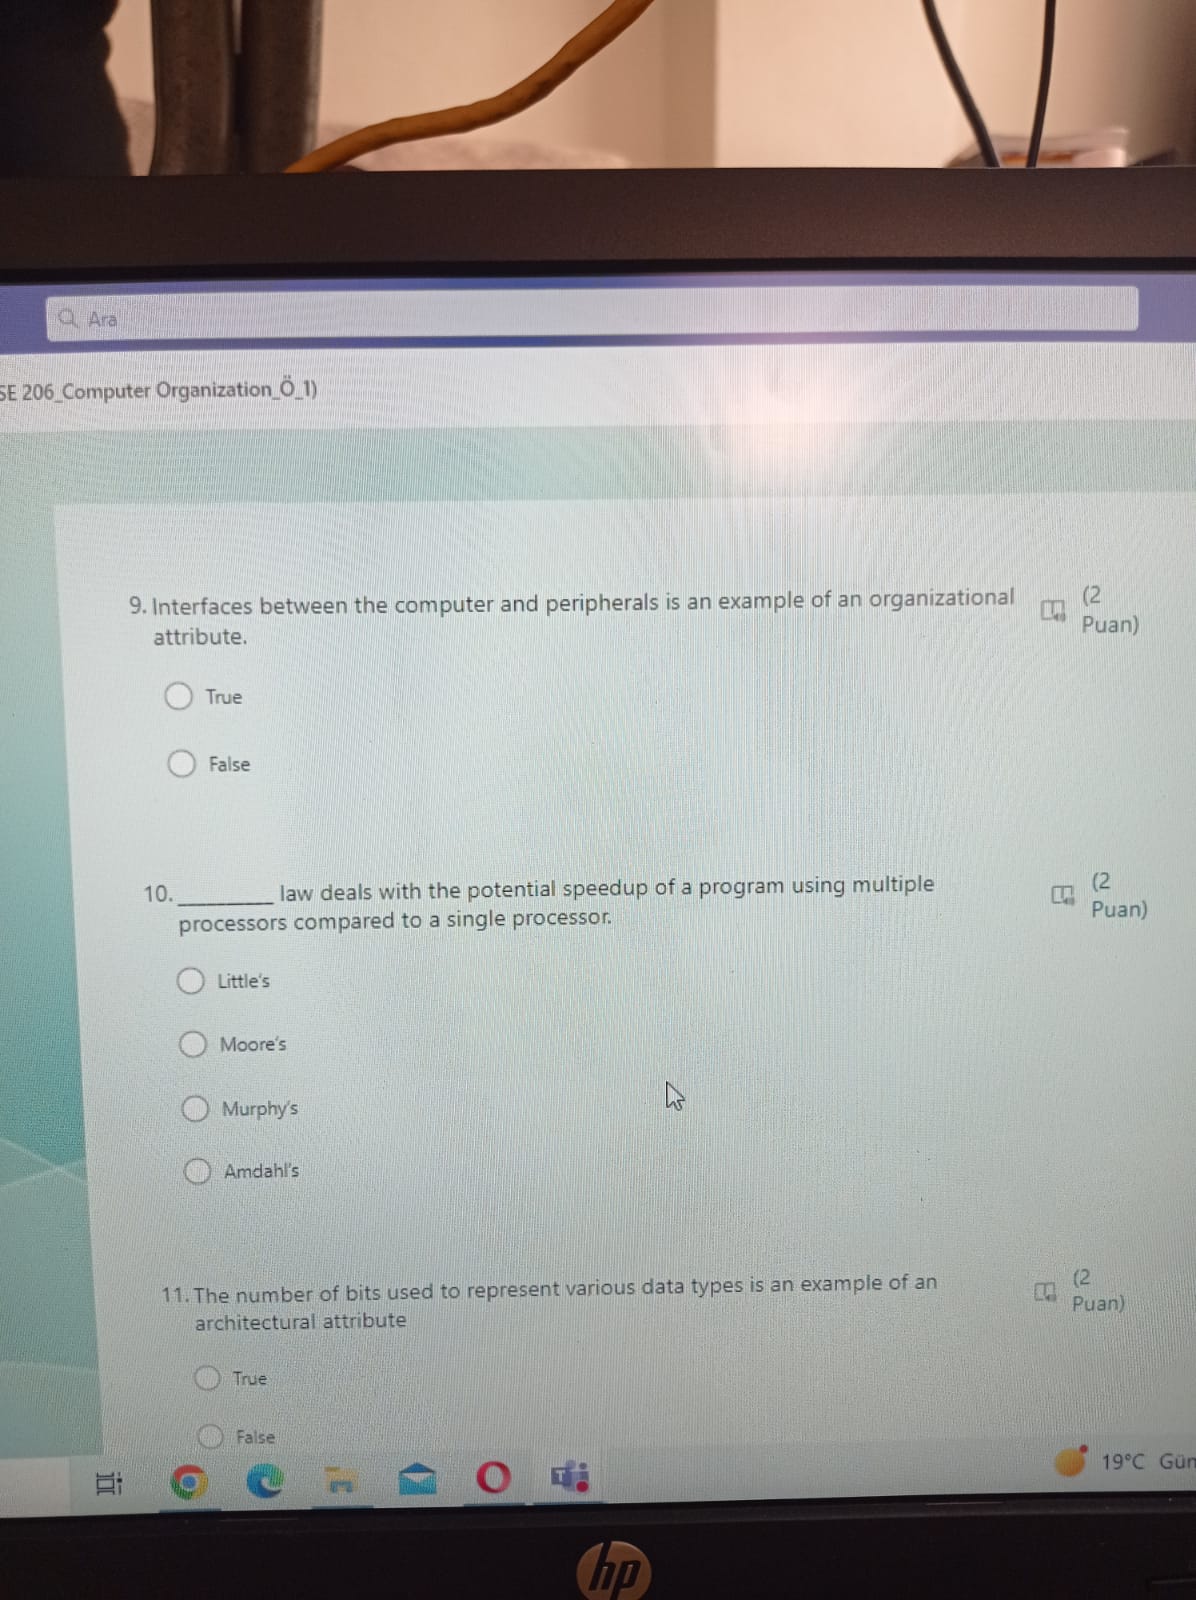 Ara
SE 206_Computer Organization_Ö_1)
9. Interfaces between the computer and peripherals is an example of an organizational
attribute.
(2
Puan)
True
False
10. ________ law deals with the potential speedup of a program using multiple
processors compared to a single processor.
(2
Puan)
Little's
Moore's
Murphy's
Amdahl's
11. The number of bits used to represent various data types is an example of an
architectural attribute
(2
Puan)
True
False
T
19°C Gün
hp